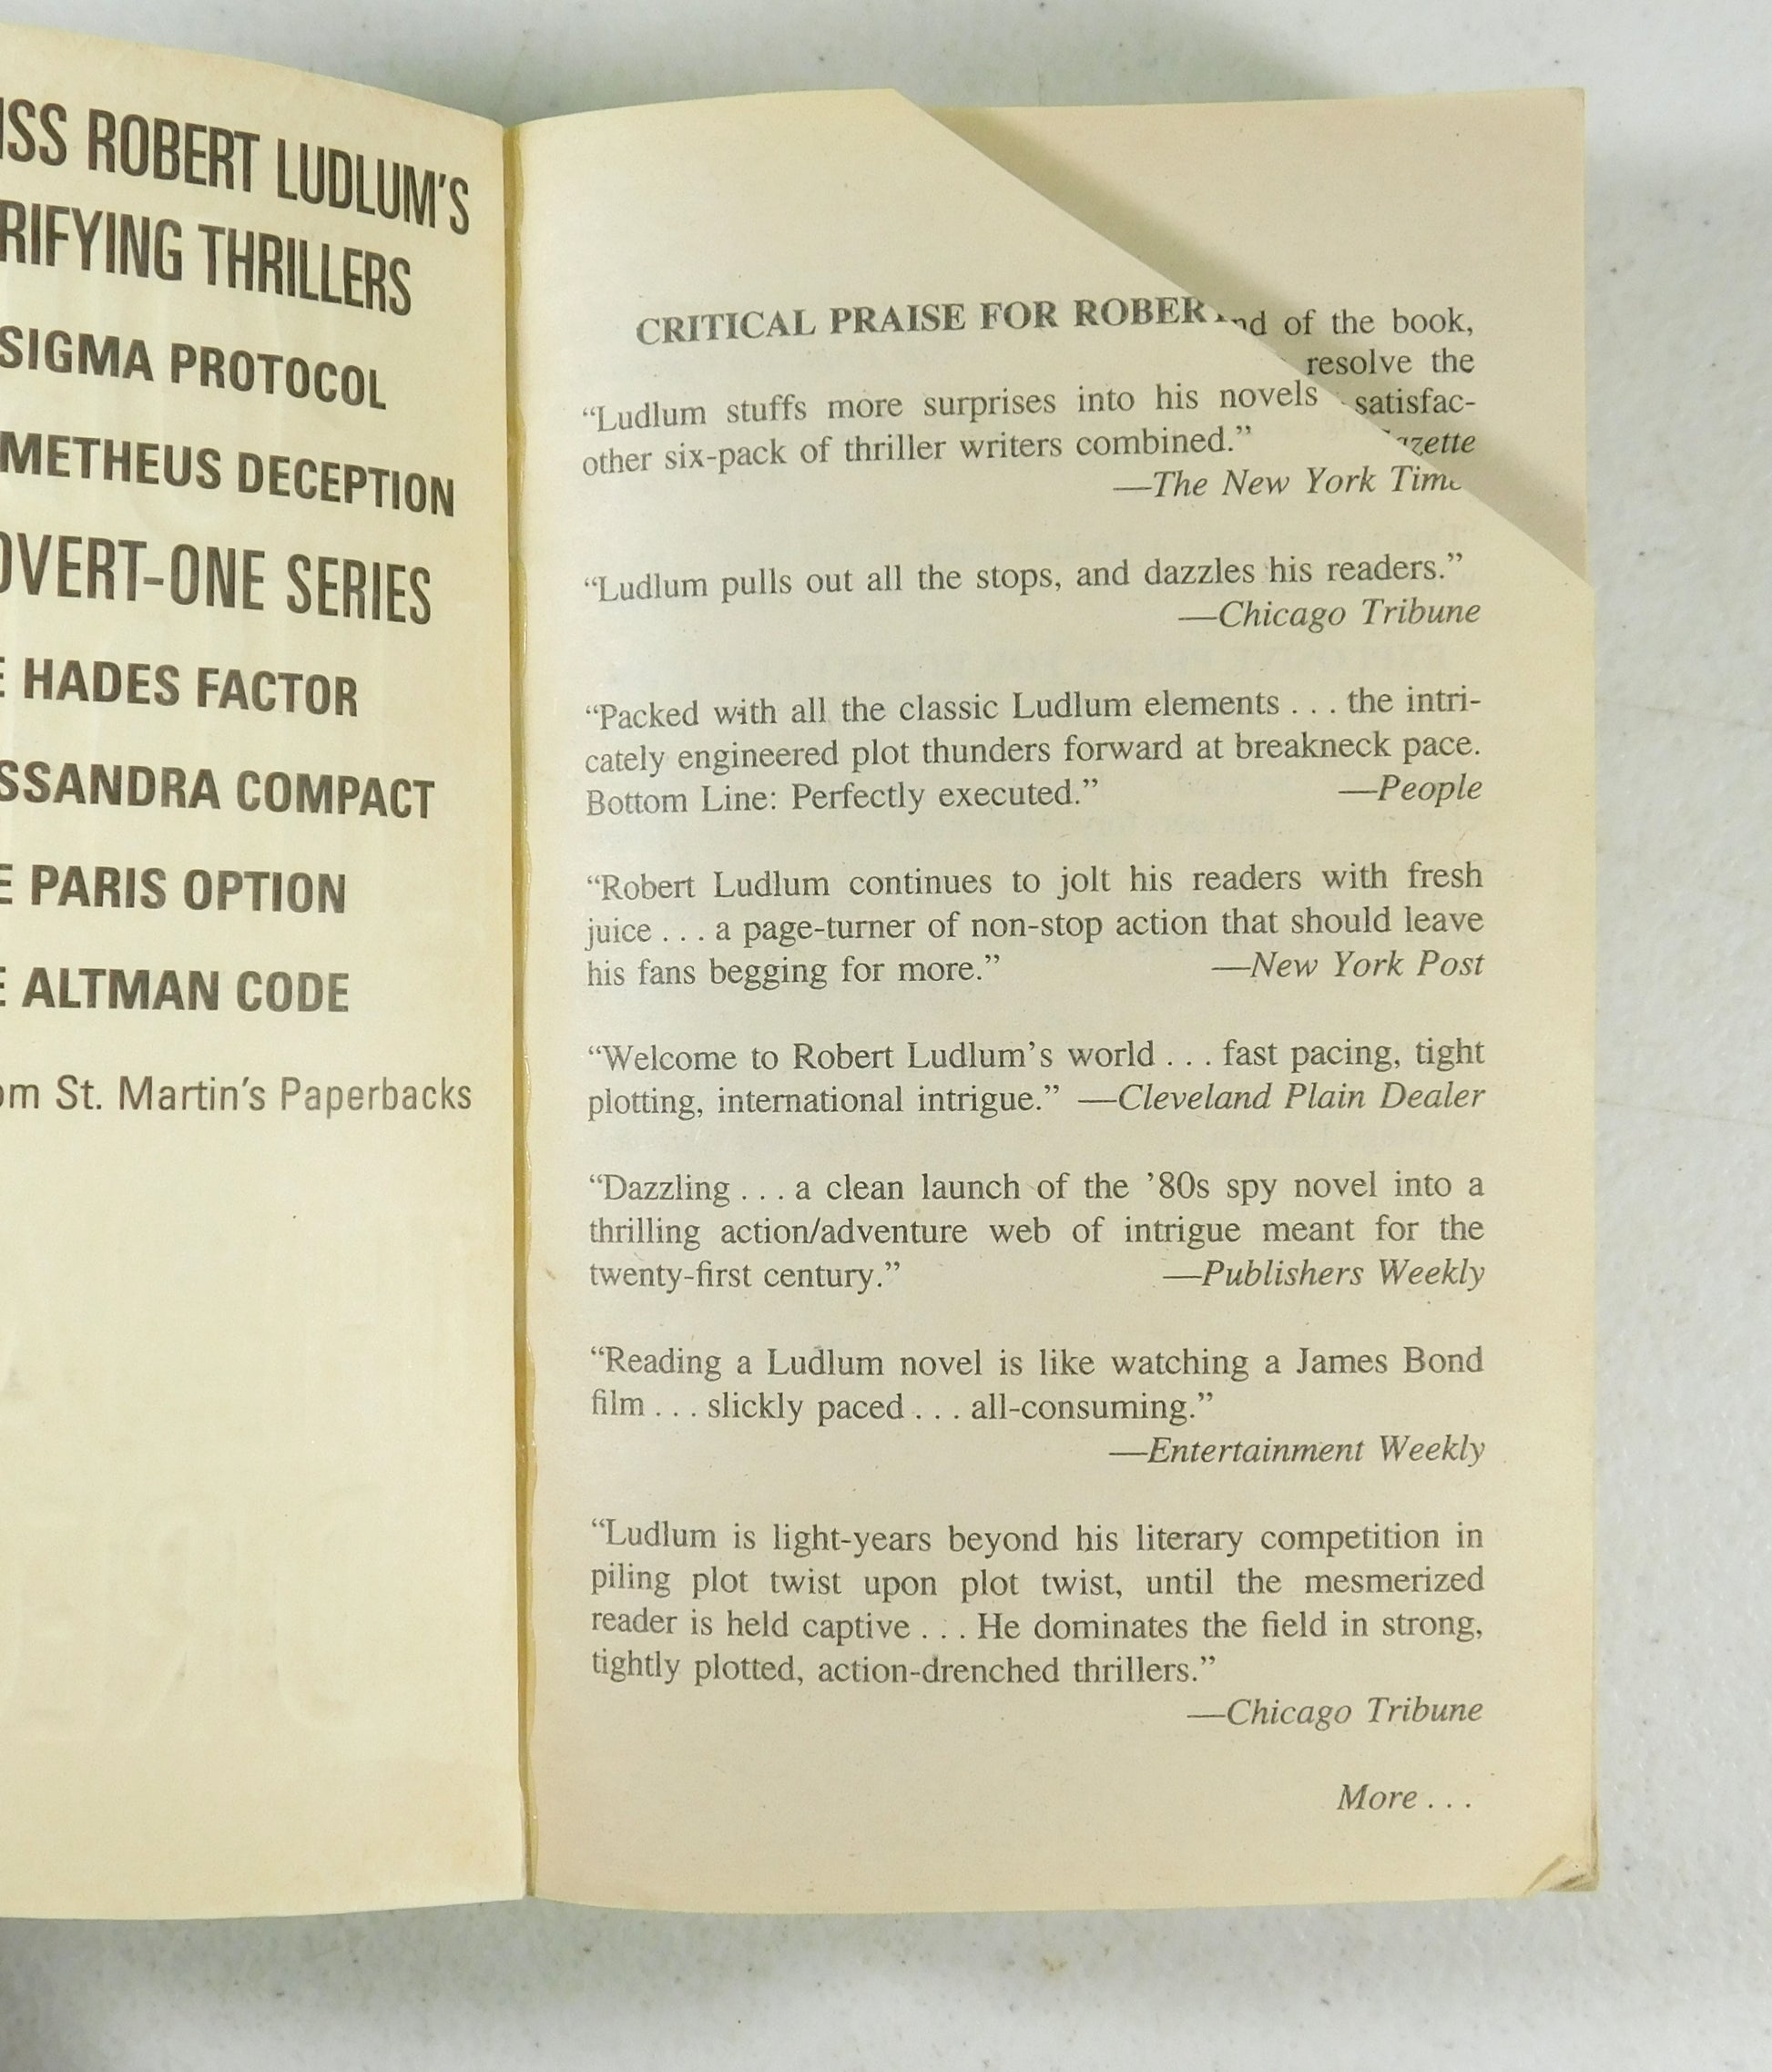 ROBERT LUDLUM'S
THRILLERS
SIGMA PROTOCOL
DECEPTION
SERIES
HADES FACTOR
COMPACT
PARIS OPTION
ALTMAN CODE
St. Martin's Paperbacks
CRITICAL PRAISE FOR
of the book,
resolve the
“Ludlum stuffs more surprises into his novels
satisfac-
other six-pack of thriller writers combined.”
—The New York
“Ludlum pulls out all the stops, and dazzles his readers.”
—Chicago Tribune
“Packed with all the classic Ludlum elements . . . the intri-
cately engineered plot thunders forward at breakneck pace.
Bottom Line: Perfectly executed.” —People
“Robert Ludlum continues to jolt his readers with fresh
juice . . . a page-turner of non-stop action that should leave
his fans begging for more.” —New York Post
“Welcome to Robert Ludlum’s world . . . fast pacing, tight
plotting, international intrigue.” —Cleveland Plain Dealer
“Dazzling . . . a clean launch of the ’80s spy novel into a
thrilling action/adventure web of intrigue meant for the
twenty-first century.” —Publishers Weekly
“Reading a Ludlum novel is like watching a James Bond
film . . . slickly paced . . . all-consuming.”
—Entertainment Weekly
“Ludlum is light-years beyond his literary competition in
piling plot twist upon plot twist, until the mesmerized
reader is held captive . . . He dominates the field in strong,
tightly plotted, action-drenched thrillers.”
—Chicago Tribune
More . . .